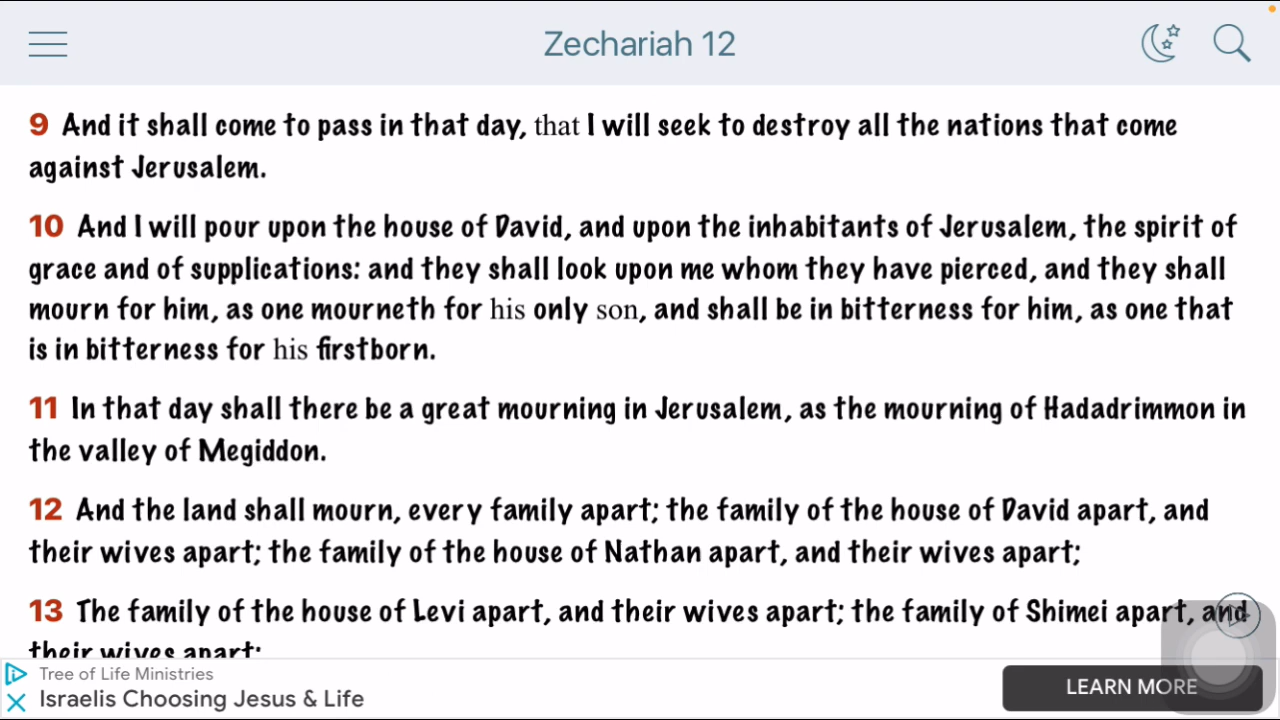 Zechariah 12
9 And it shall come to pass in that day, that I will seek to destroy all the nations that come
against Jerusalem.
10 And I will pour upon the house of David, and upon the inhabitants of Jerusalem, the spirit of
grace and of supplications: and they shall look upon me whom they have pierced, and they shall
mourn for him, as one mourneth for his only son, and shall be in bitterness for him, as one that
is in bitterness for his firstborn.
11 In that day shall there be a great mourning in Jerusalem, as the mourning of Hadadrimmon in
the valley of Megiddon.
12 And the land shall mourn, every family apart; the family of the house of David apart, and
their wives apart; the family of the house of Nathan apart, and their wives apart;
13 The family of the house of Levi apart, and their wives apart; the family of Shimei apart, and
their wives apart;
Tree of Life Ministries
Israelis Choosing Jesus & Life
LEARN MORE